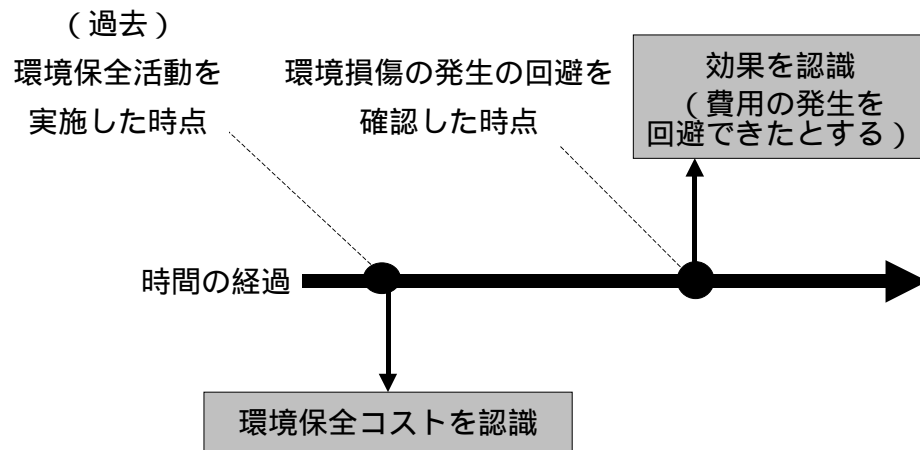 （過去）
環境保全活動を
実施した時点
環境損傷の発生の回避を
確認した時点
効果を認識
（費用の発生を
回避できたとする）
時間の経過
環境保全コストを認識